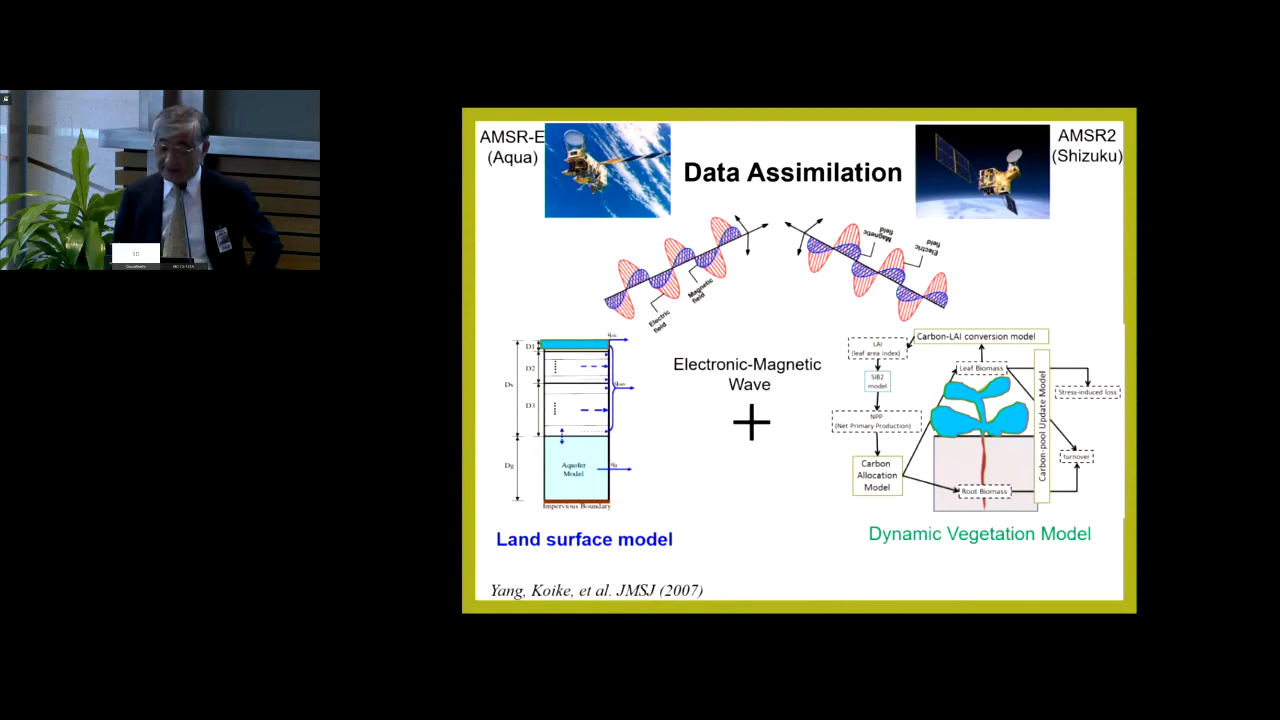 AMSR-E
(Aqua)
Data Assimilation
AMSR2
(Shizuku)
Electric
field
Magnetic
field
Magnetic
field
Electric
field
D1
D2
D3
Ds
Dg
Aquifer
Model
Impervious Boundary
Land surface model
Electronic-Magnetic
Wave
+
LAI
(leaf area index)
Carbon-LAI conversion model
SiB2
model
Leaf Biomass
Stress-induced loss
NPP
(Net Primary Production)
Carbon-pool Update Model
turnover
Carbon
Allocation
Model
Root Biomass
Dynamic Vegetation Model
Yang, Koike, et al. JMSJ (2007)